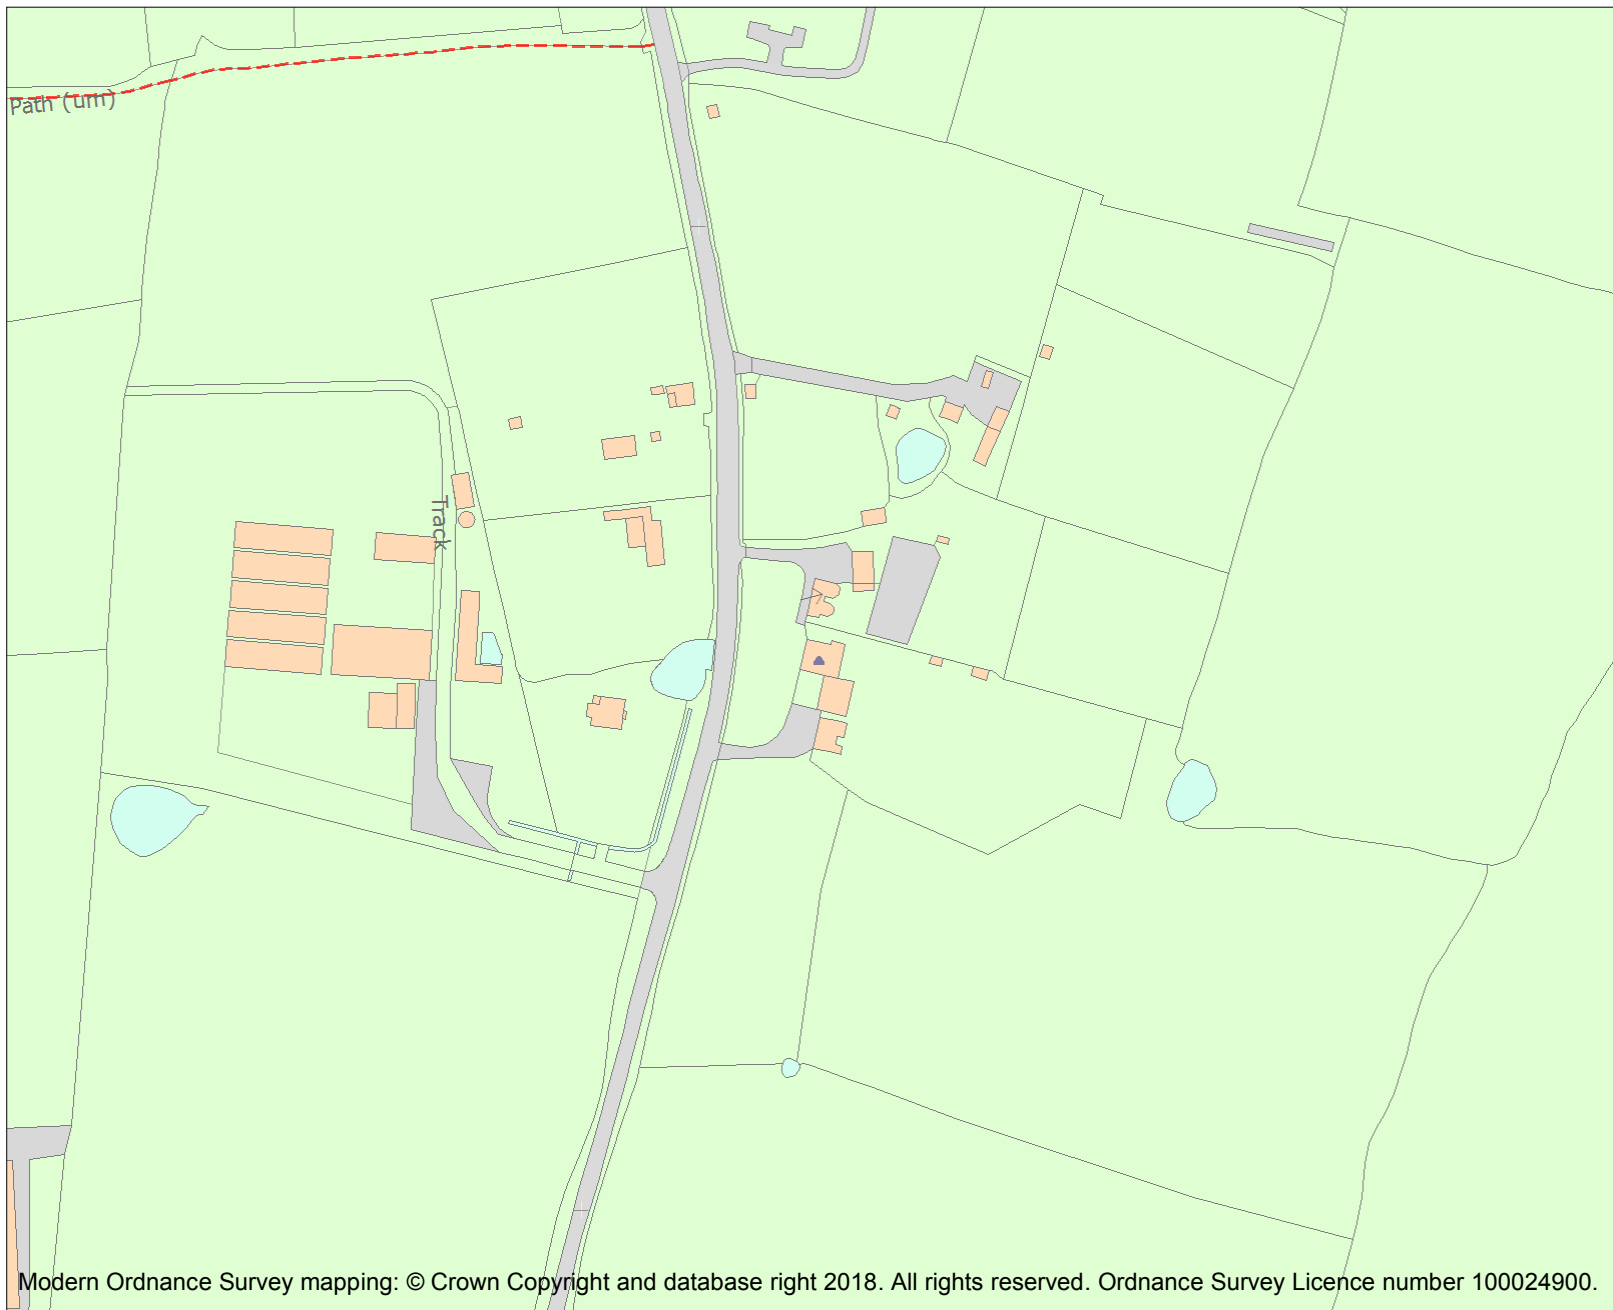 Path (um)
Track
Modern Ordnance Survey mapping: © Crown Copyright and database right 2018. All rights reserved. Ordnance Survey Licence number 100024900.